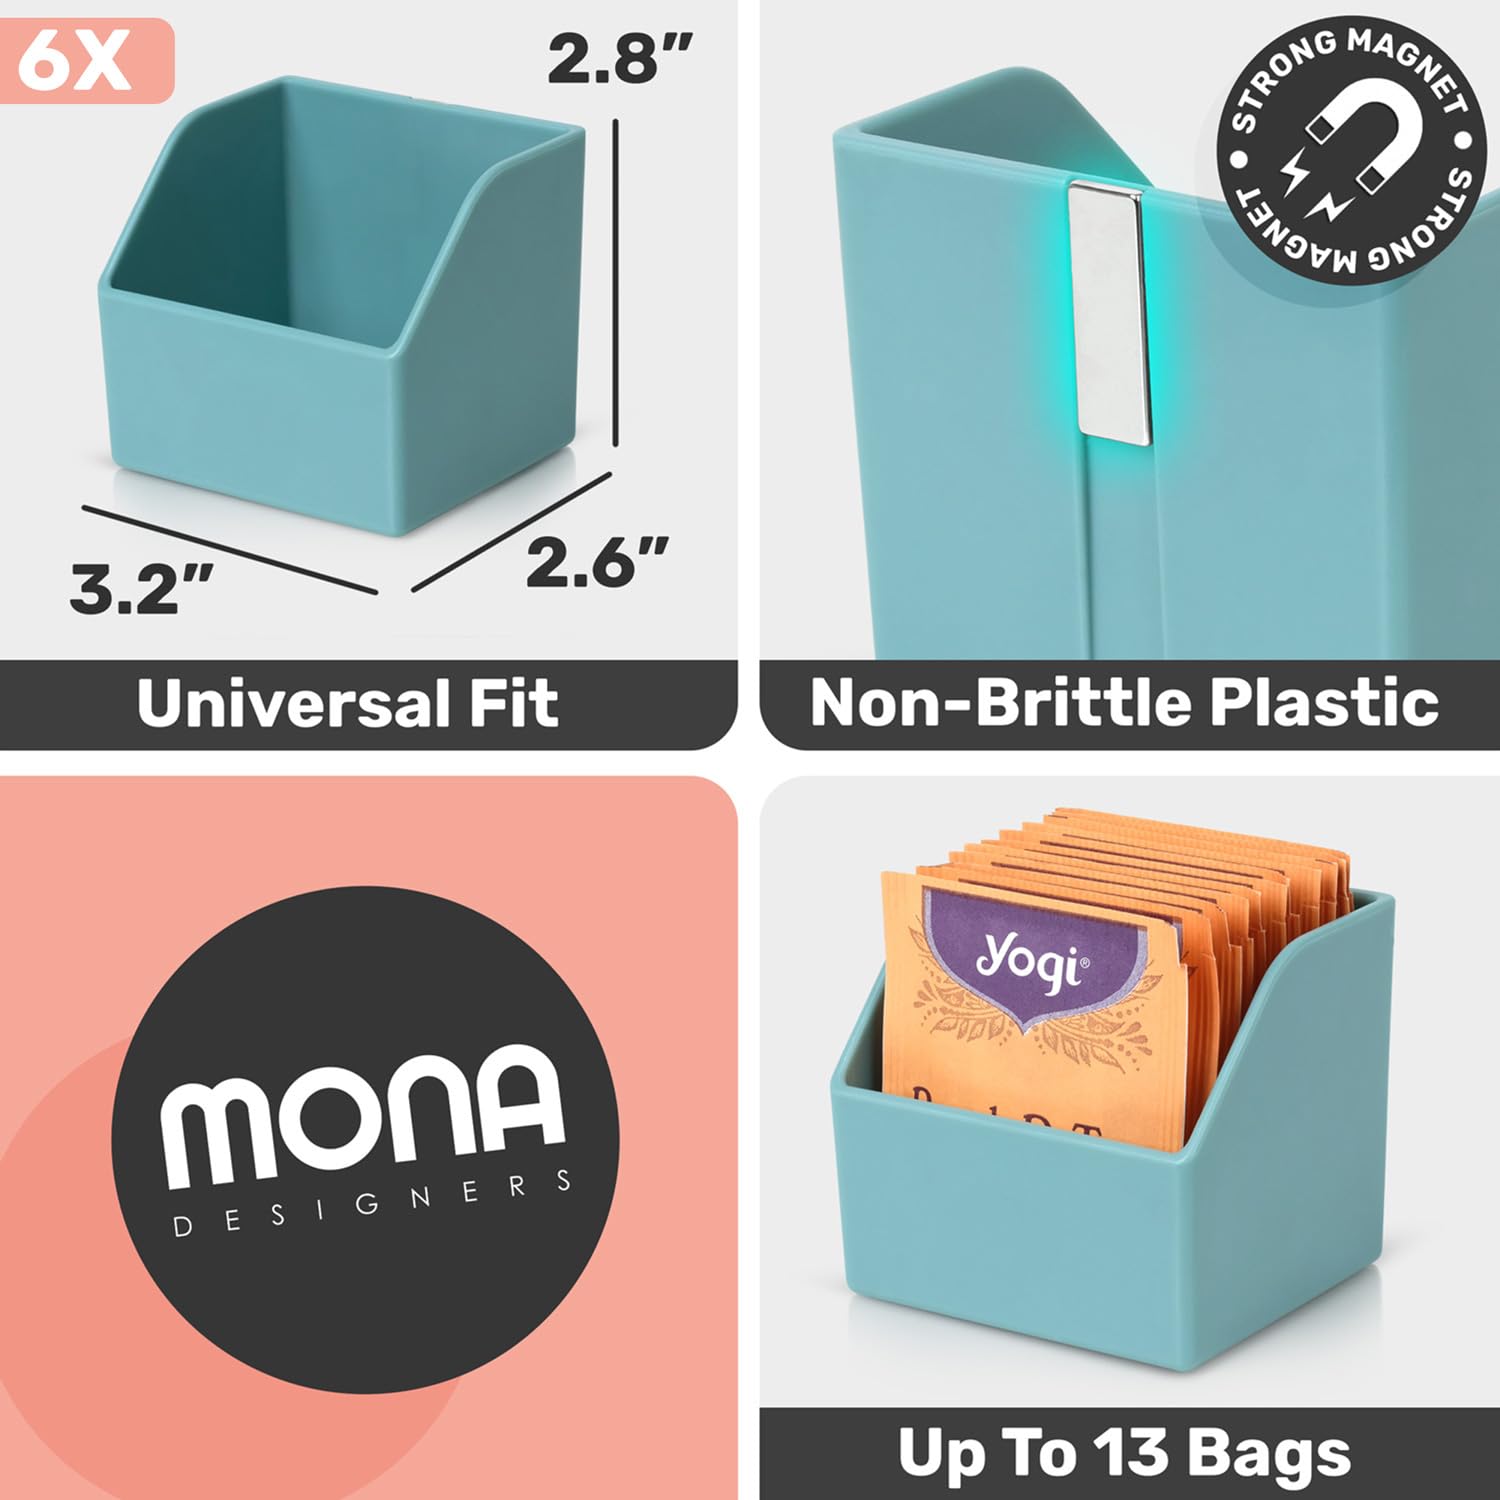 6X
2.8"
3.2"
2.6"
Universal Fit
STRONG MAGNET
STRONG MAGNET
Non-Brittle Plastic
mona
DESIGNERS
yogi®
Up To 13 Bags